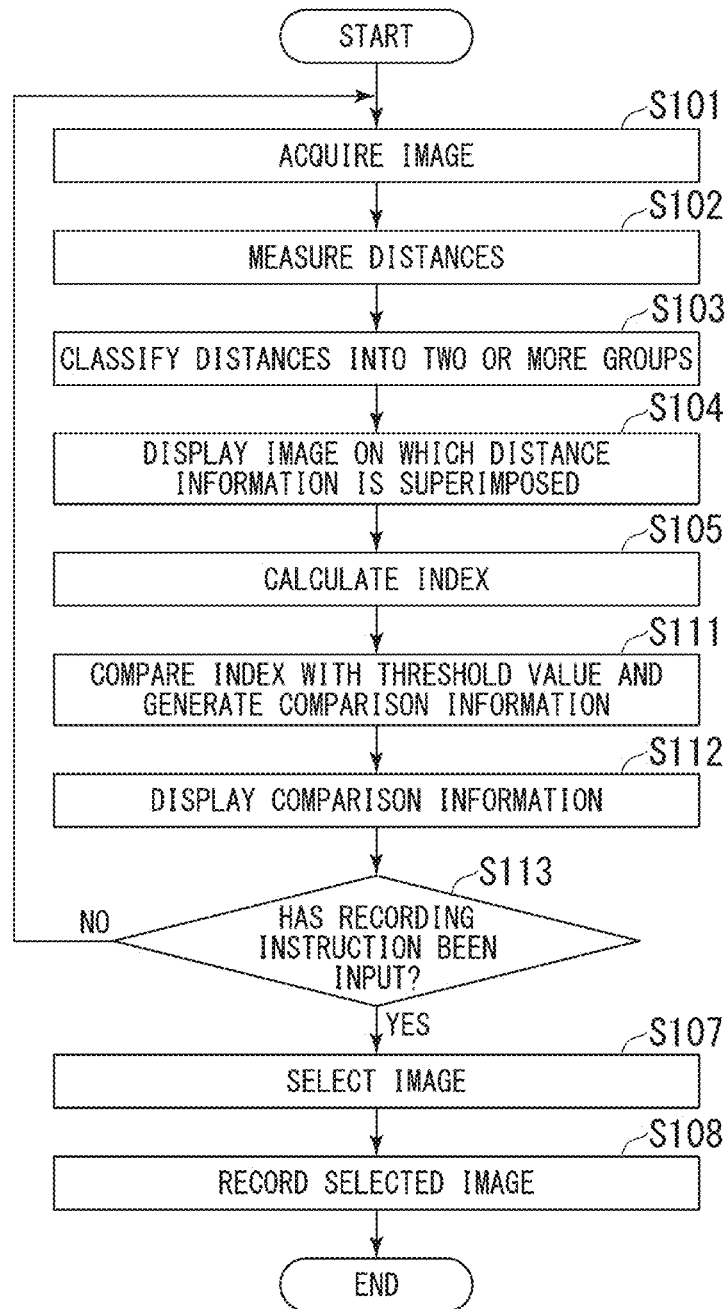 START
S101
ACQUIRE IMAGE
S102
MEASURE DISTANCES
S103
CLASSIFY DISTANCES INTO TWO OR MORE GROUPS
S104
DISPLAY IMAGE ON WHICH DISTANCE
INFORMATION IS SUPERIMPOSED
S105
CALCULATE INDEX
S111
COMPARE INDEX WITH THRESHOLD VALUE AND
GENERATE COMPARISON INFORMATION
S112
DISPLAY COMPARISON INFORMATION
S113
NO
HAS RECORDING
INSTRUCTION BEEN
INPUT?
YES
S107
SELECT IMAGE
S108
RECORD SELECTED IMAGE
END